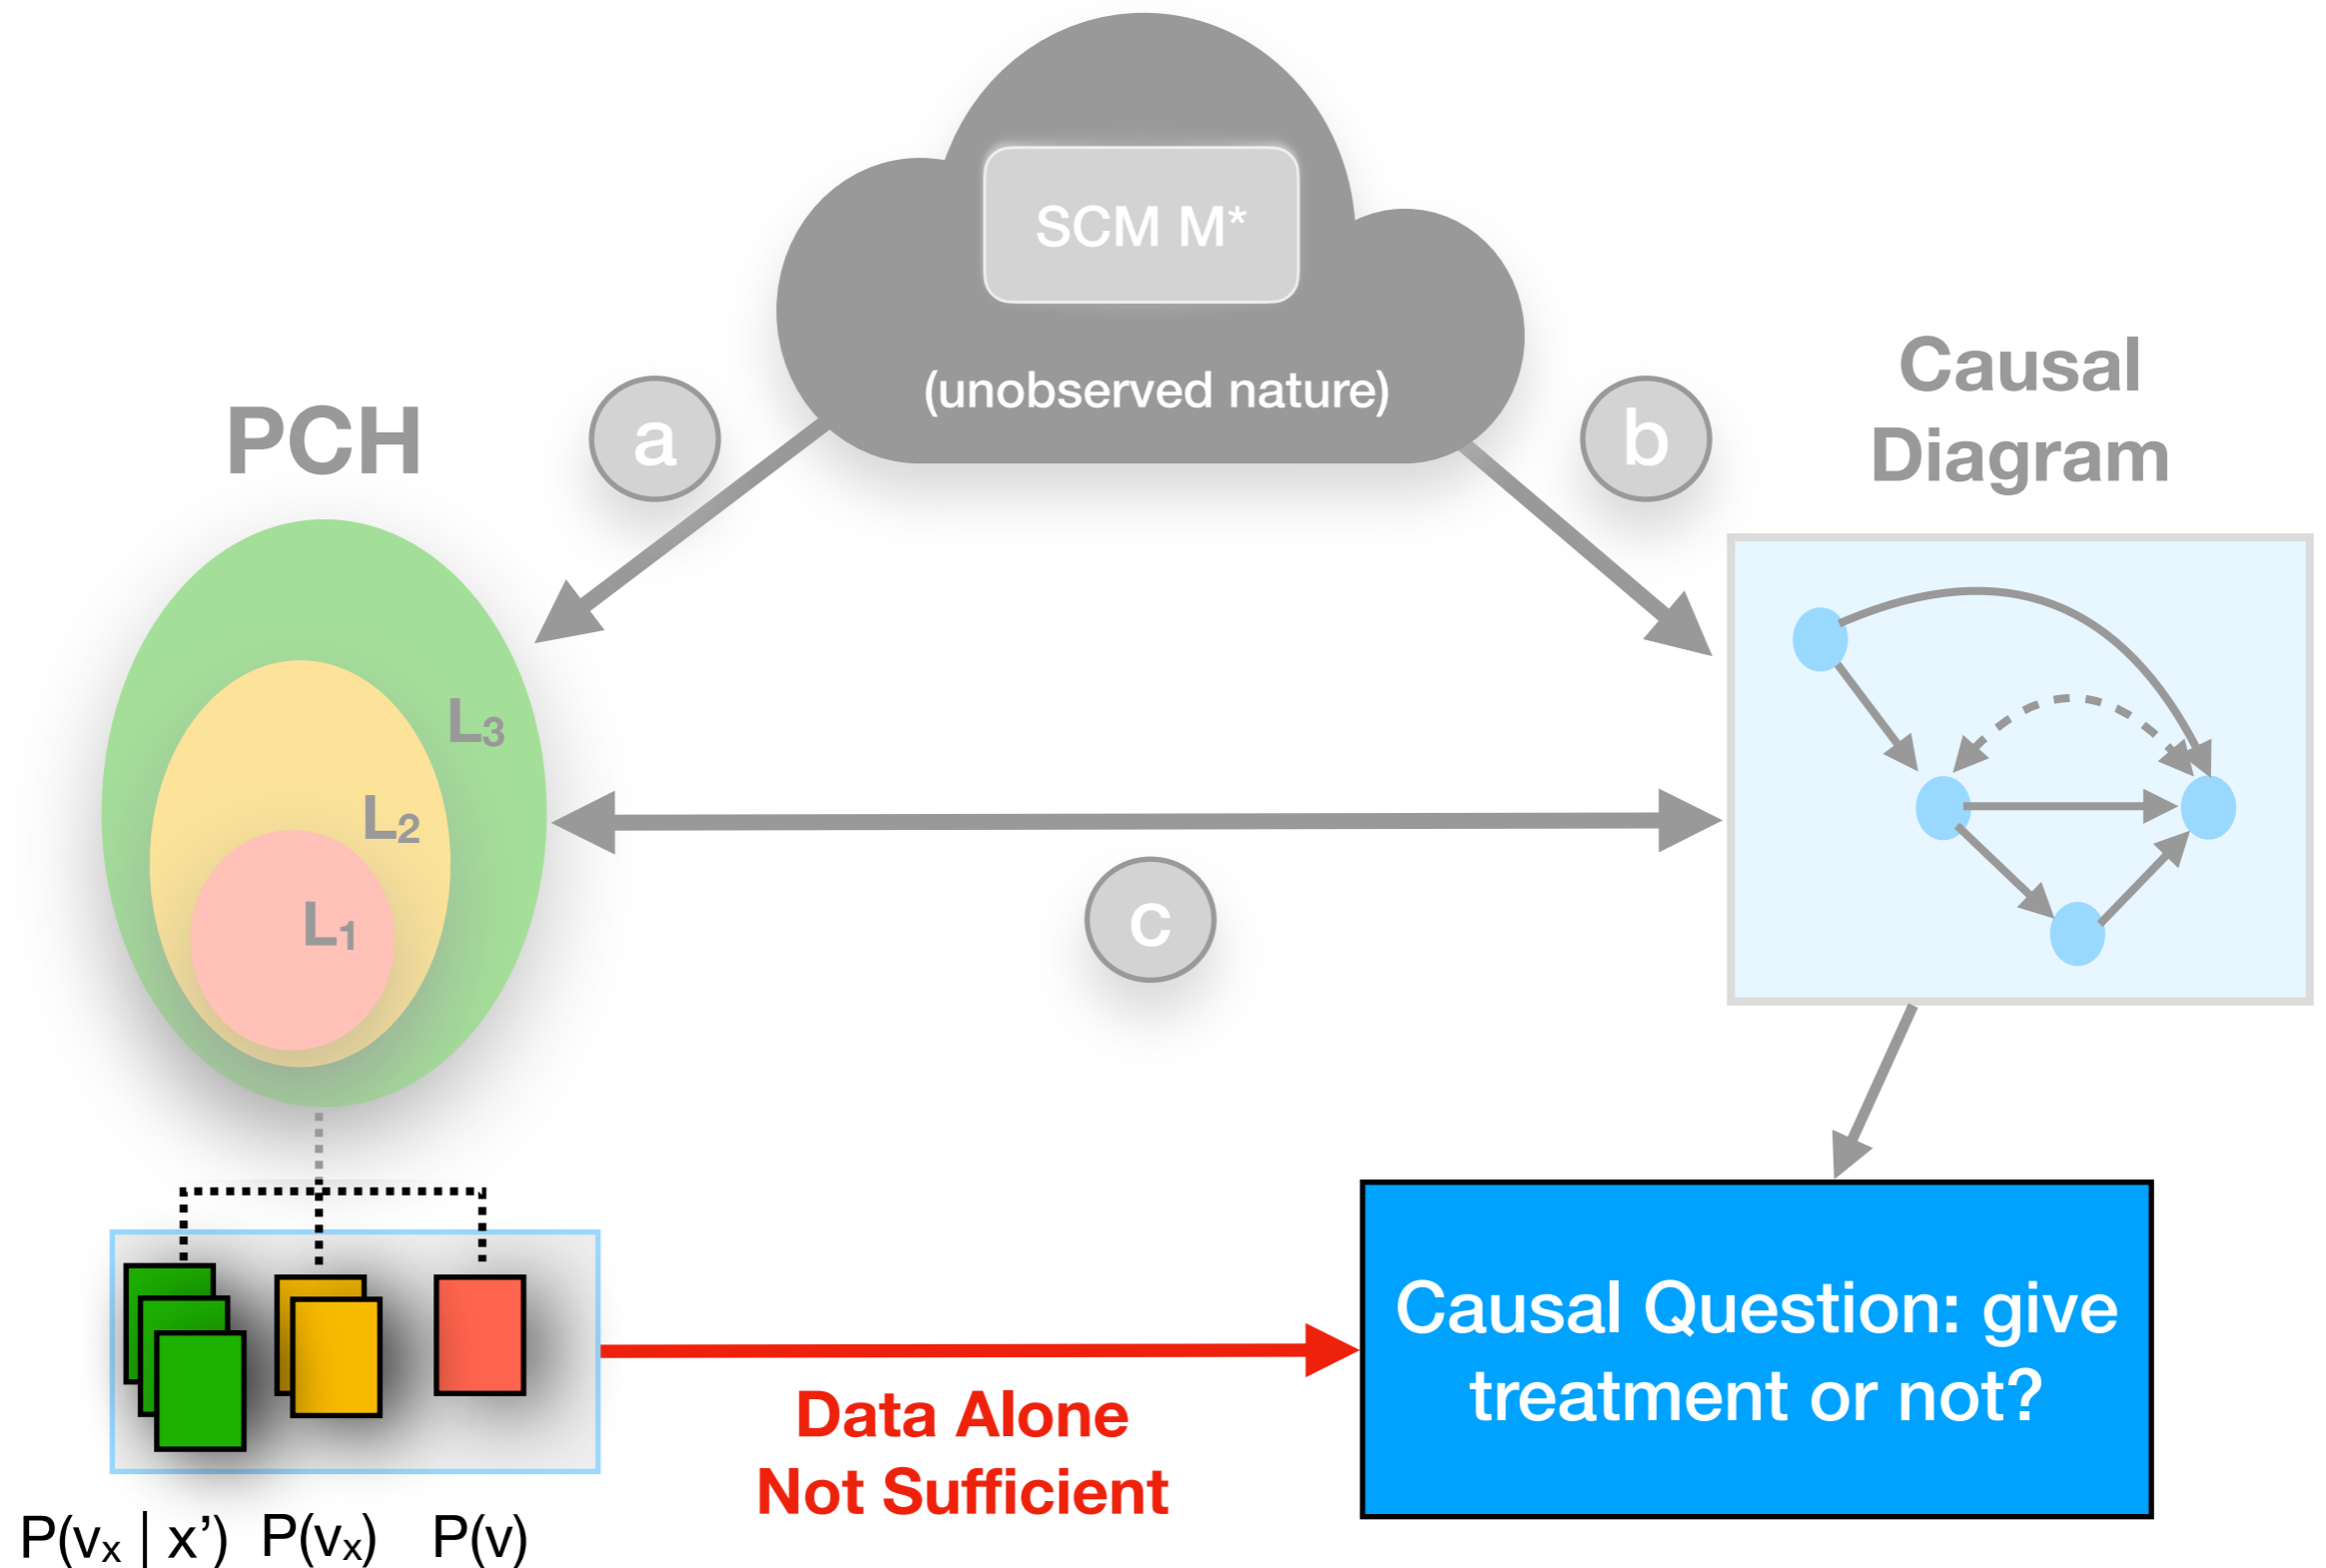 SCM M*
(unobserved nature)
a
b
PCH
Causal
Diagram
L₃
L₂
L₁
c
Data Alone
Not Sufficient
Causal Question: give
treatment or not?
P(vₓ | x’) P(vₓ) P(v)